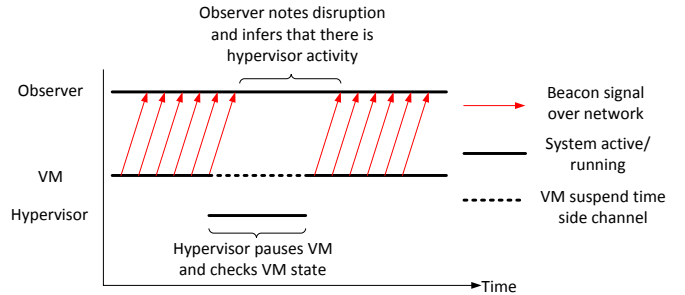 Observer notes disruption
and infers that there is
hypervisor activity
Observer
VM
Hypervisor
Hypervisor pauses VM
and checks VM state
Time
Beacon signal
over network
System active/
running
VM suspend time
side channel